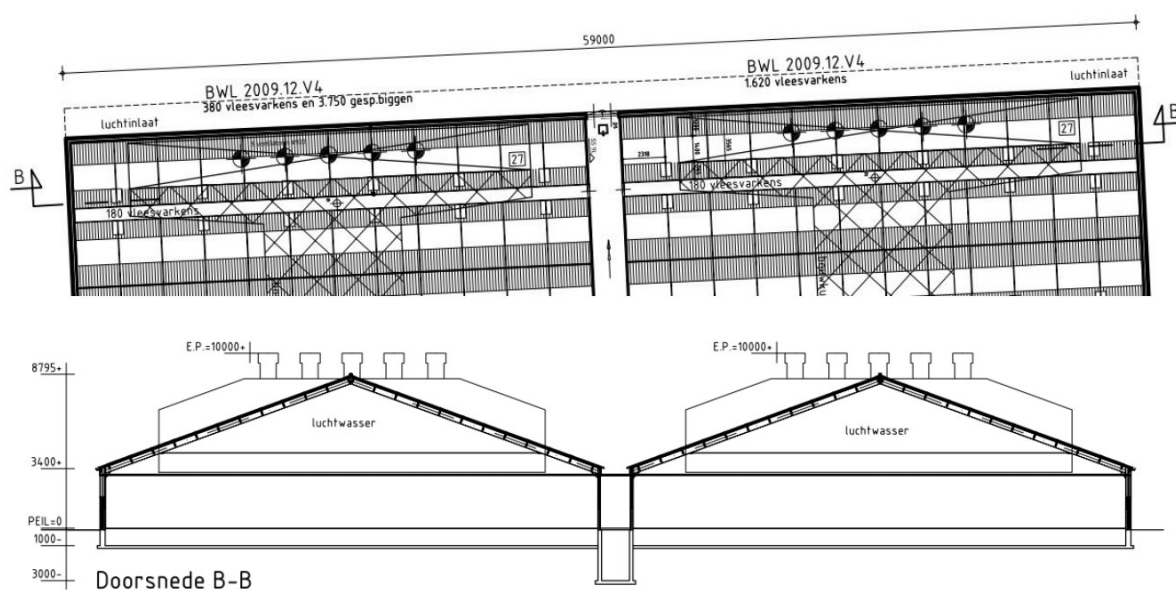 59000
BWL 2009.12.V4
380 vleesvarkens en 3.750 gesp.biggen
luchtinlaat
BWL 2009.12.V4
1.620 vleesvarkens
luchtinlaat
B
B
27
27
2318
180 vleesvarkens
180 vleesvarkens
E.P.=10000+
E.P.=10000+
8795+
luchtwasser
luchtwasser
3400+
PEIL=0
1000-
3000-
Doorsnede B-B